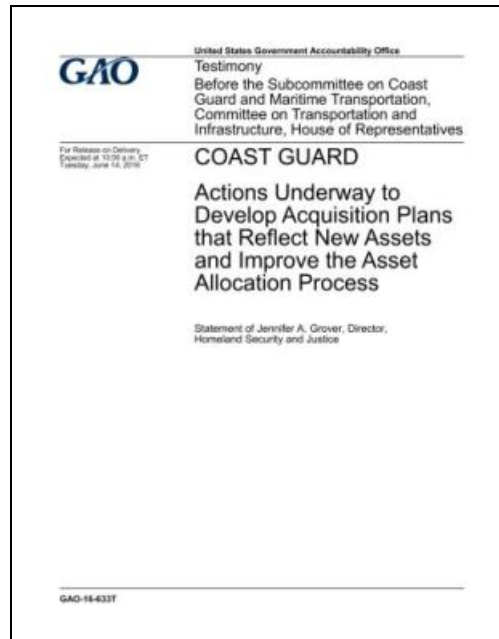 United States Government Accountability Office
GAO
Testimony
Before the Subcommittee on Coast
Guard and Maritime Transportation,
Committee on Transportation and
Infrastructure, House of Representatives
For Release on Delivery
Expected at 10:00 a.m. ET
Tuesday, June 14, 2016
COAST GUARD
Actions Underway to
Develop Acquisition Plans
that Reflect New Assets
and Improve the Asset
Allocation Process
Statement of Jennifer A. Grover, Director,
Homeland Security and Justice
GAO-16-633T